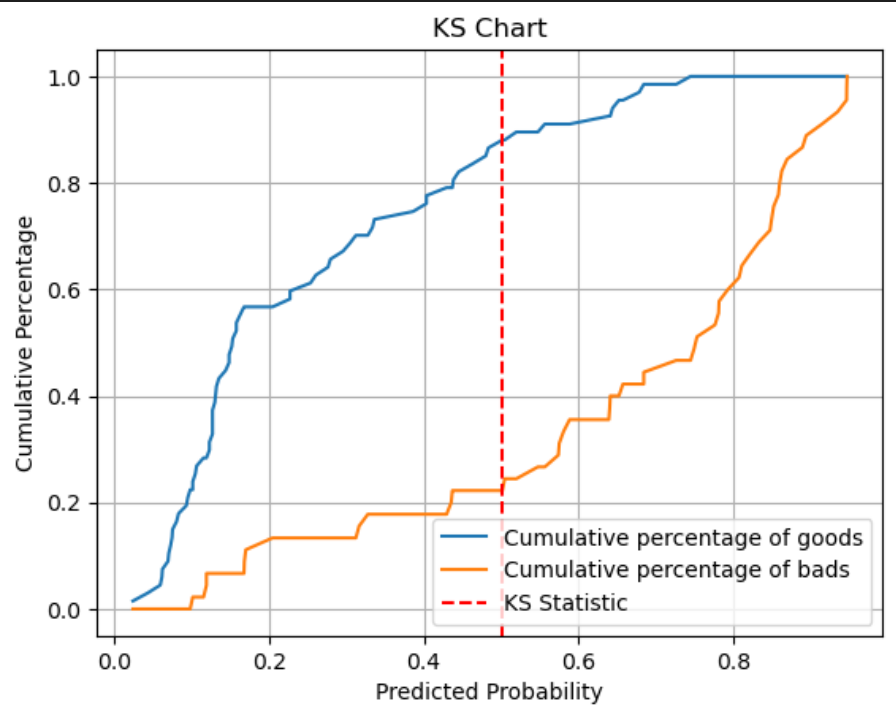 KS Chart
1.0
0.8
0.6
0.4
0.2
0.0
Cumulative Percentage
Cumulative percentage of goods
Cumulative percentage of bads
KS Statistic
0.0 0.2 0.4 0.6 0.8
Predicted Probability